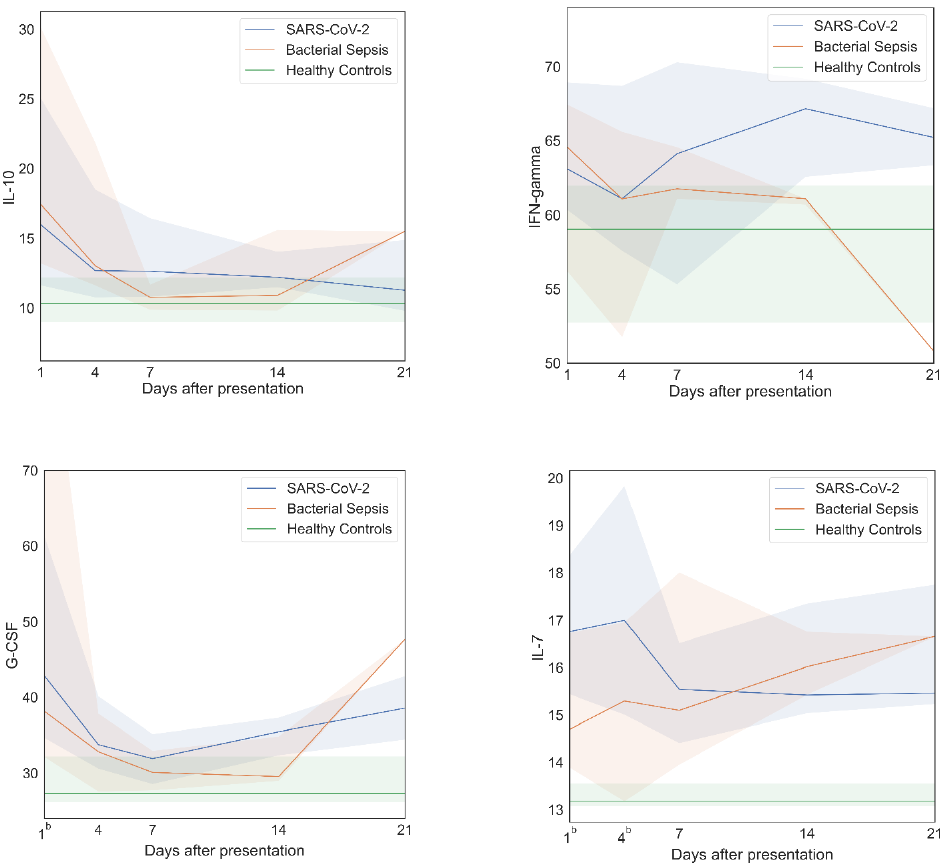 IL-10
30
25
20
15
10
1 4 7 14 21
Days after presentation
SARS-CoV-2
Bacterial Sepsis
Healthy Controls
IFN-gamma
70
65
60
55
50
1 4 7 14 21
Days after presentation
SARS-CoV-2
Bacterial Sepsis
Healthy Controls
G-CSF
70
60
50
40
30
1b 4 7 14 21
Days after presentation
SARS-CoV-2
Bacterial Sepsis
Healthy Controls
IL-7
20
19
18
17
16
15
14
13
1b 4b 7 14 21
Days after presentation
SARS-CoV-2
Bacterial Sepsis
Healthy Controls